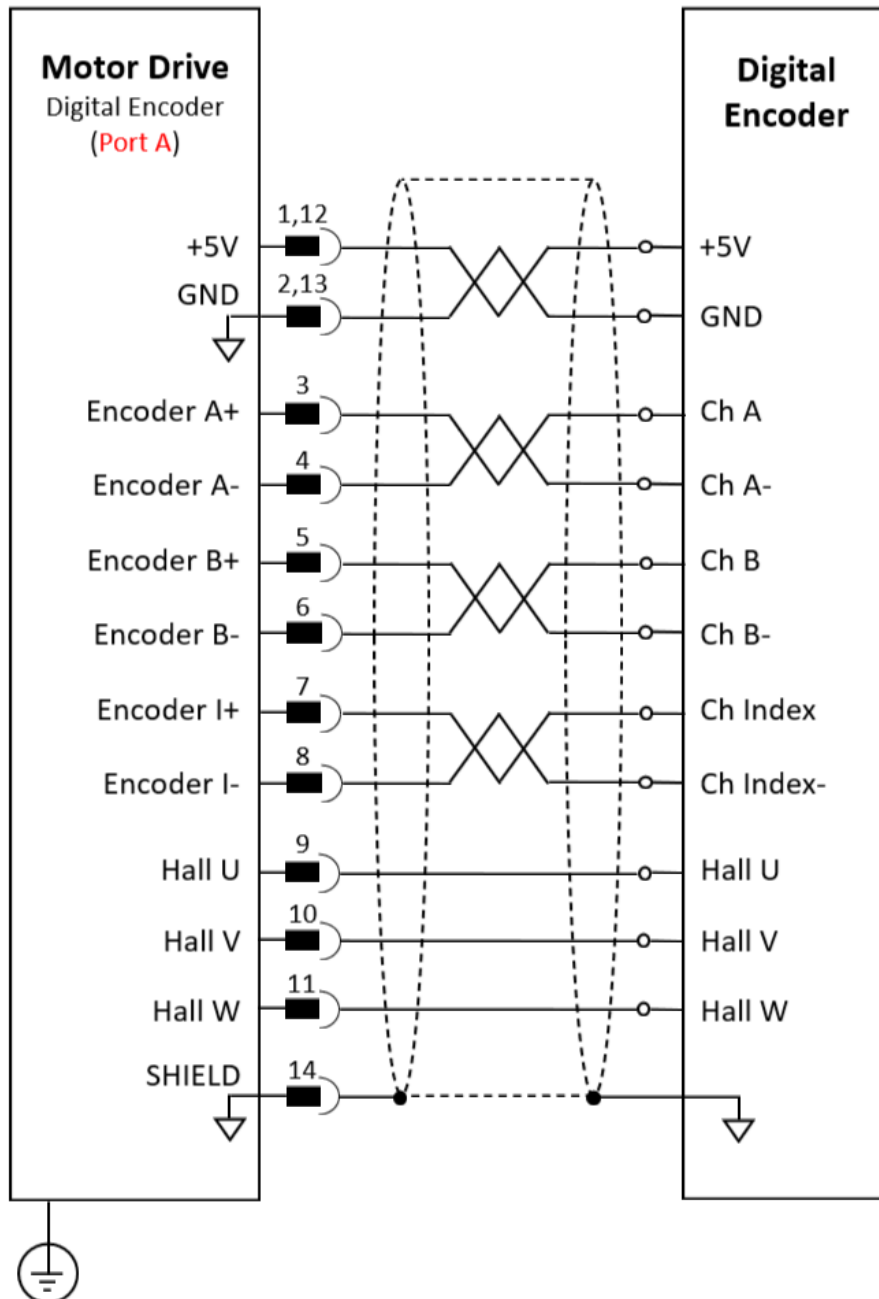 Motor Drive
Digital Encoder
(Port A)
Digital
Encoder
1,12
+5V
+5V
2,13
GND
GND
3
Encoder A+
Ch A
4
Encoder A-
Ch A-
5
Encoder B+
Ch B
6
Encoder B-
Ch B-
7
Encoder I+
Ch Index
8
Encoder I-
Ch Index-
9
Hall U
Hall U
10
Hall V
Hall V
11
Hall W
Hall W
14
SHIELD